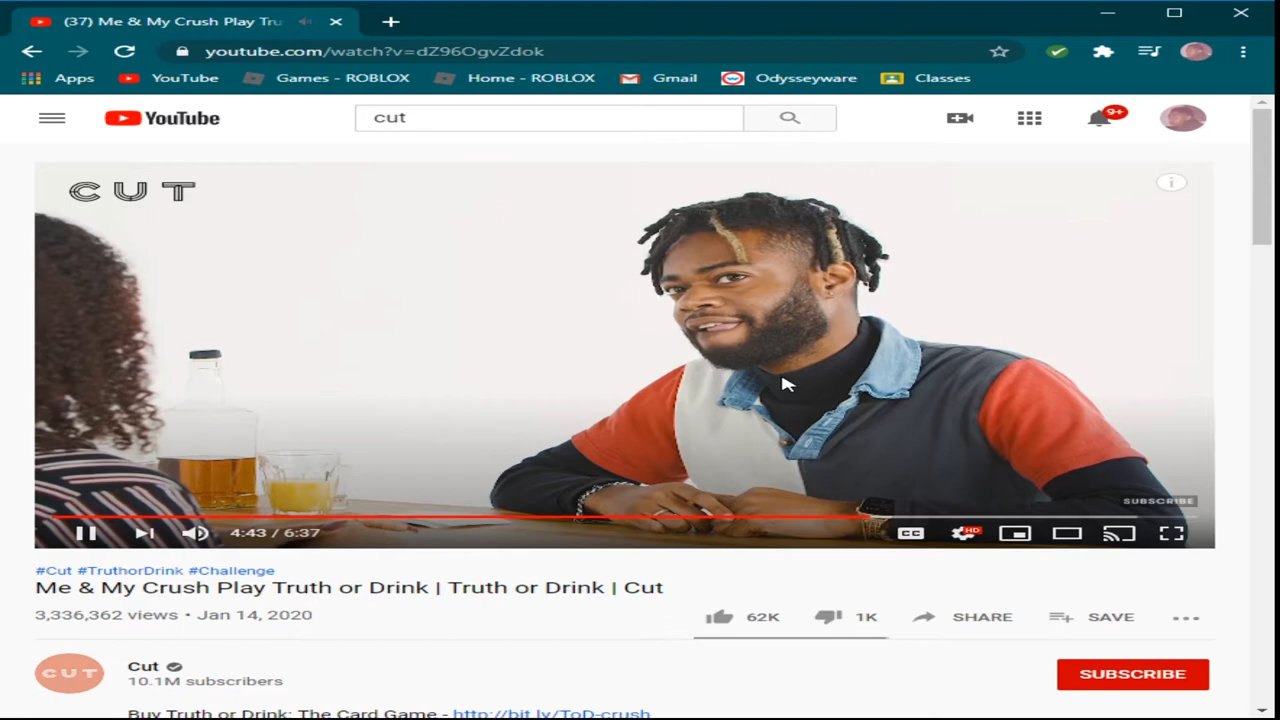 (37) Me & My Crush Play Tru
youtube.com/watch?v=dZ96OgvZdok
Apps YouTube Games - ROBLOX Home - ROBLOX Gmail Odysseyware Classes
YouTube cut 9+
CUT
SUBSCRIBE
4:43 / 6:37 CC HD
#Cut #TruthorDrink #Challenge
Me & My Crush Play Truth or Drink | Truth or Drink | Cut
3,336,362 views • Jan 14, 2020 62K 1K SHARE SAVE
CUT Cut SUBSCRIBE
10.1M subscribers
Buy Truth or Drink: The Card Game - http://bit.ly/ToD-crush